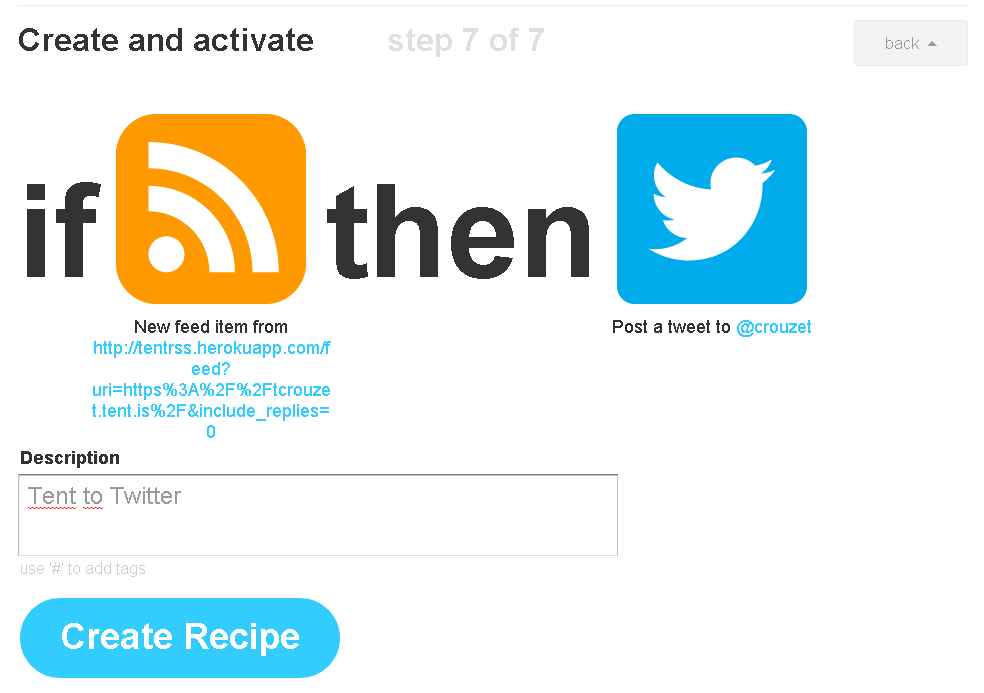 Create and activate
step 7 of 7
back
if
then
New feed item from
http://tentrss.herokuapp.com/f
eed?
uri=https%3A%2F%2Ftcrouze
t.tent.is%2F&include_replies=
0
Post a tweet to @crouzet
Description
Tent to Twitter
use '#' to add tags
Create Recipe